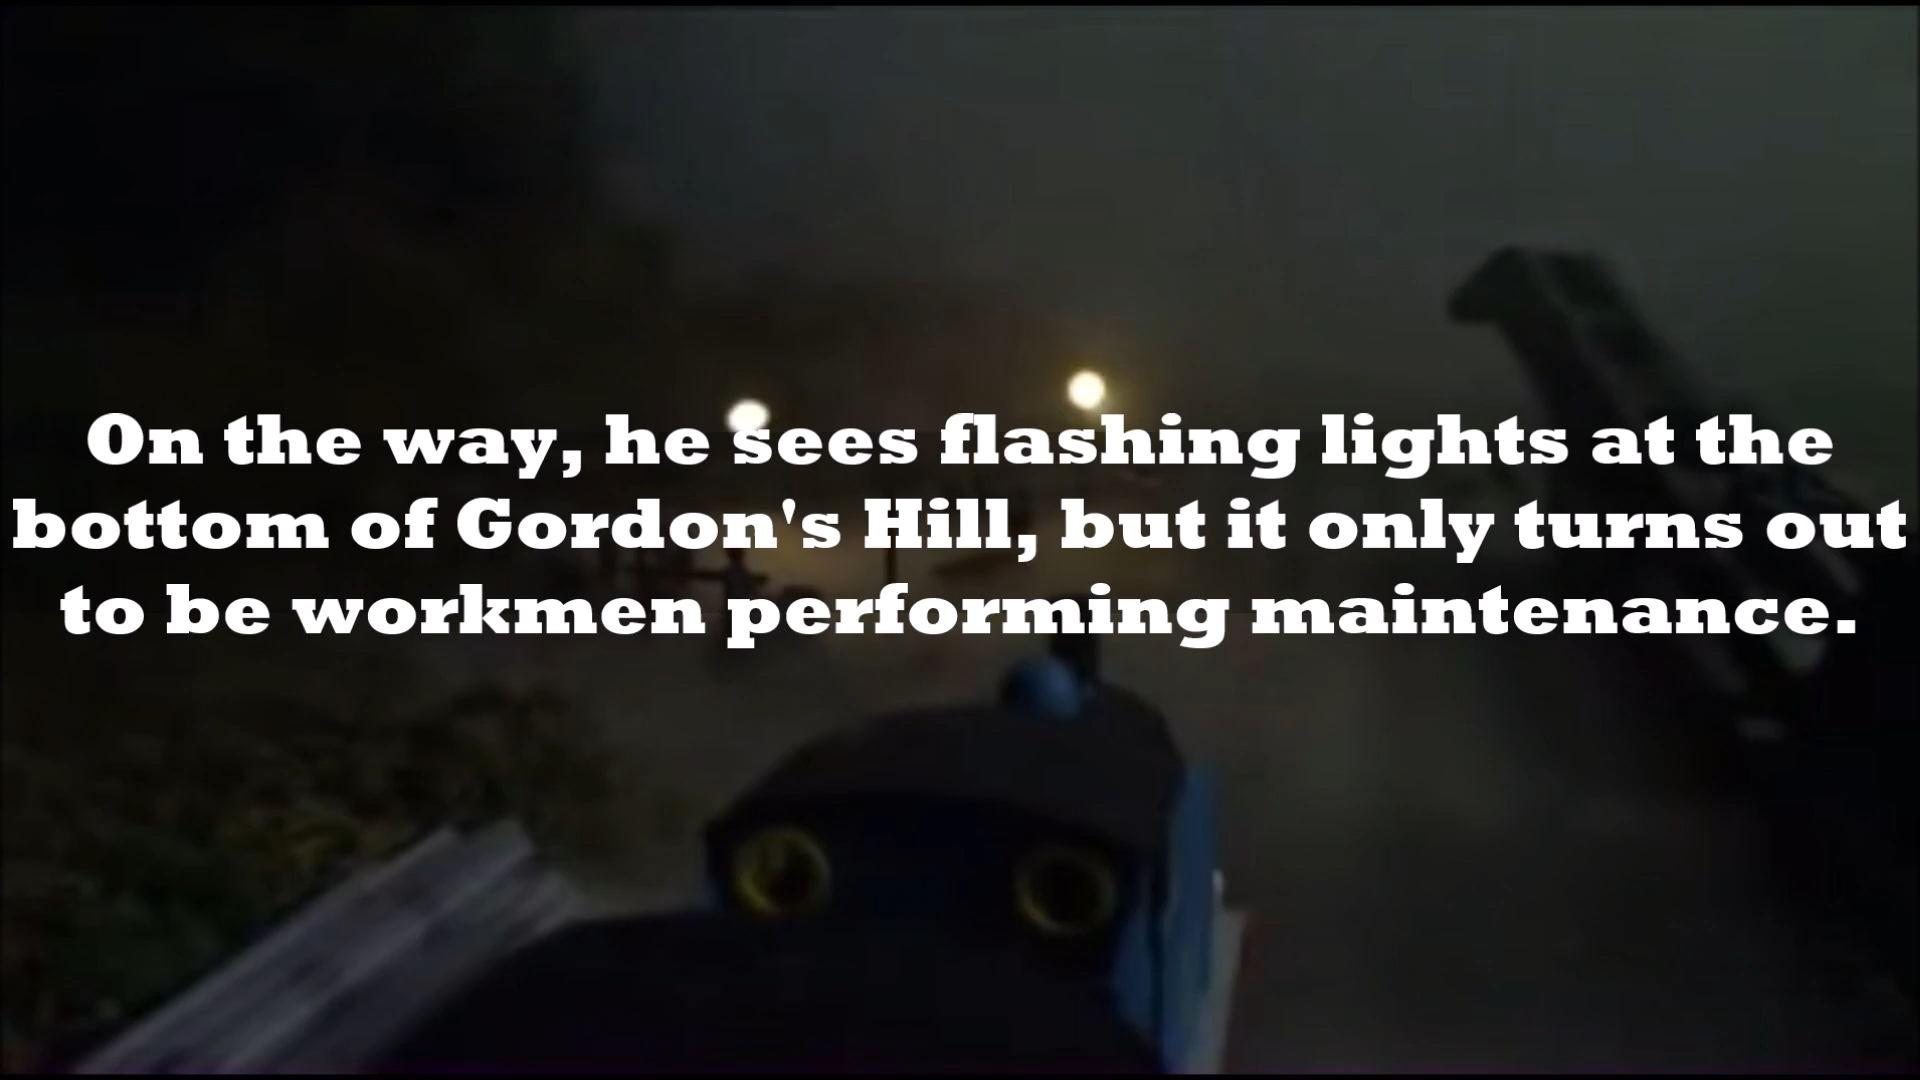 On the way, he sees flashing lights at the
bottom of Gordon's Hill, but it only turns out
to be workmen performing maintenance.